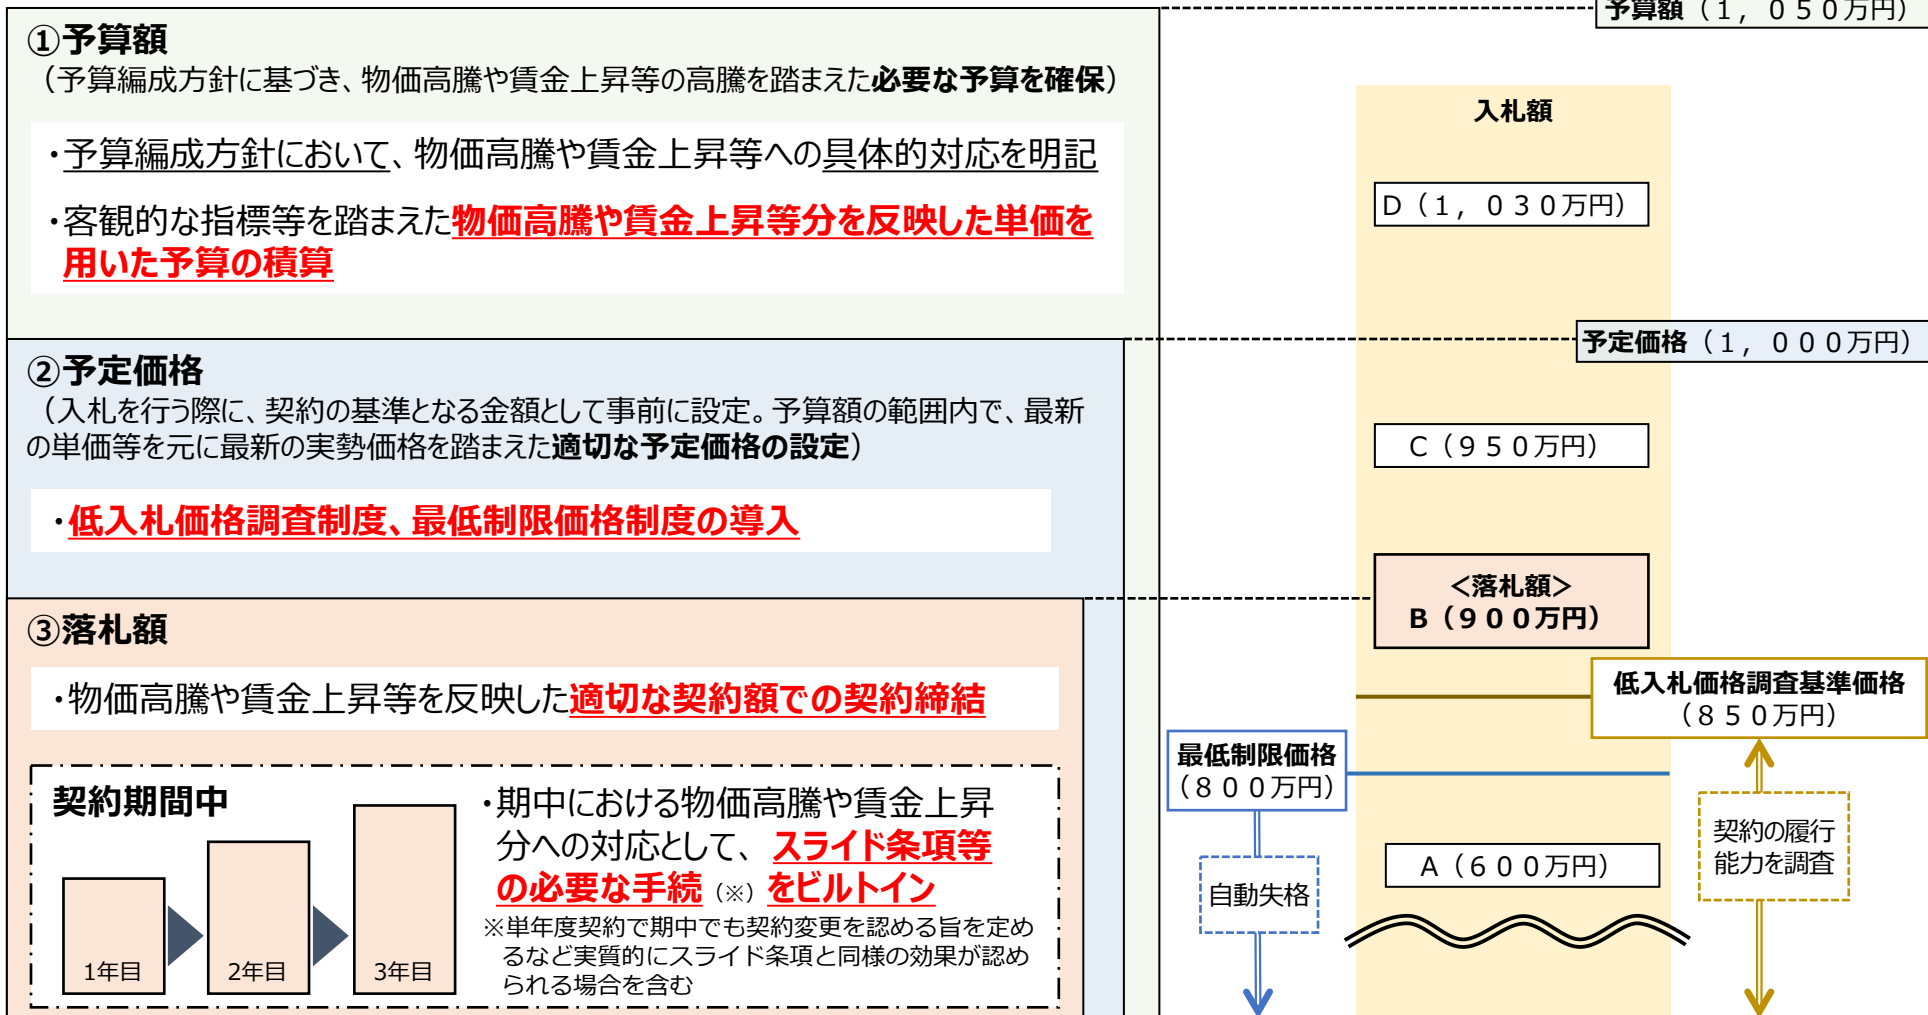 ①予算額
（予算編成方針に基づき、物価高騰や賃金上昇等の高騰を踏まえた必要な予算を確保）
・予算編成方針において、物価高騰や賃金上昇等への具体的対応を明記
・客観的な指標等を踏まえた物価高騰や賃金上昇等分を反映した単価を
用いた予算の積算
②予定価格
（入札を行う際に、契約の基準となる金額として事前に設定。予算額の範囲内で、最新
の単価等を元に最新の実勢価格を踏まえた適切な予定価格の設定）
・低入札価格調査制度、最低制限価格制度の導入
③落札額
・物価高騰や賃金上昇等を反映した適切な契約額での契約締結
契約期間中
1年目
2年目
3年目
・期中における物価高騰や賃金上昇
分への対応として、スライド条項等
の必要な手続（※）をビルトイン
※単年度契約で期中でも契約変更を認める旨を定め
るなど実質的にスライド条項と同様の効果が認め
られる場合を含む
予算額（１，０５０万円）
入札額
D（１，０３０万円）
予定価格（１，０００万円）
C（９５０万円）
＜落札額＞
B（９００万円）
低入札価格調査基準価格
（８５０万円）
最低制限価格
（８００万円）
契約の履行
能力を調査
A（６００万円）
自動失格